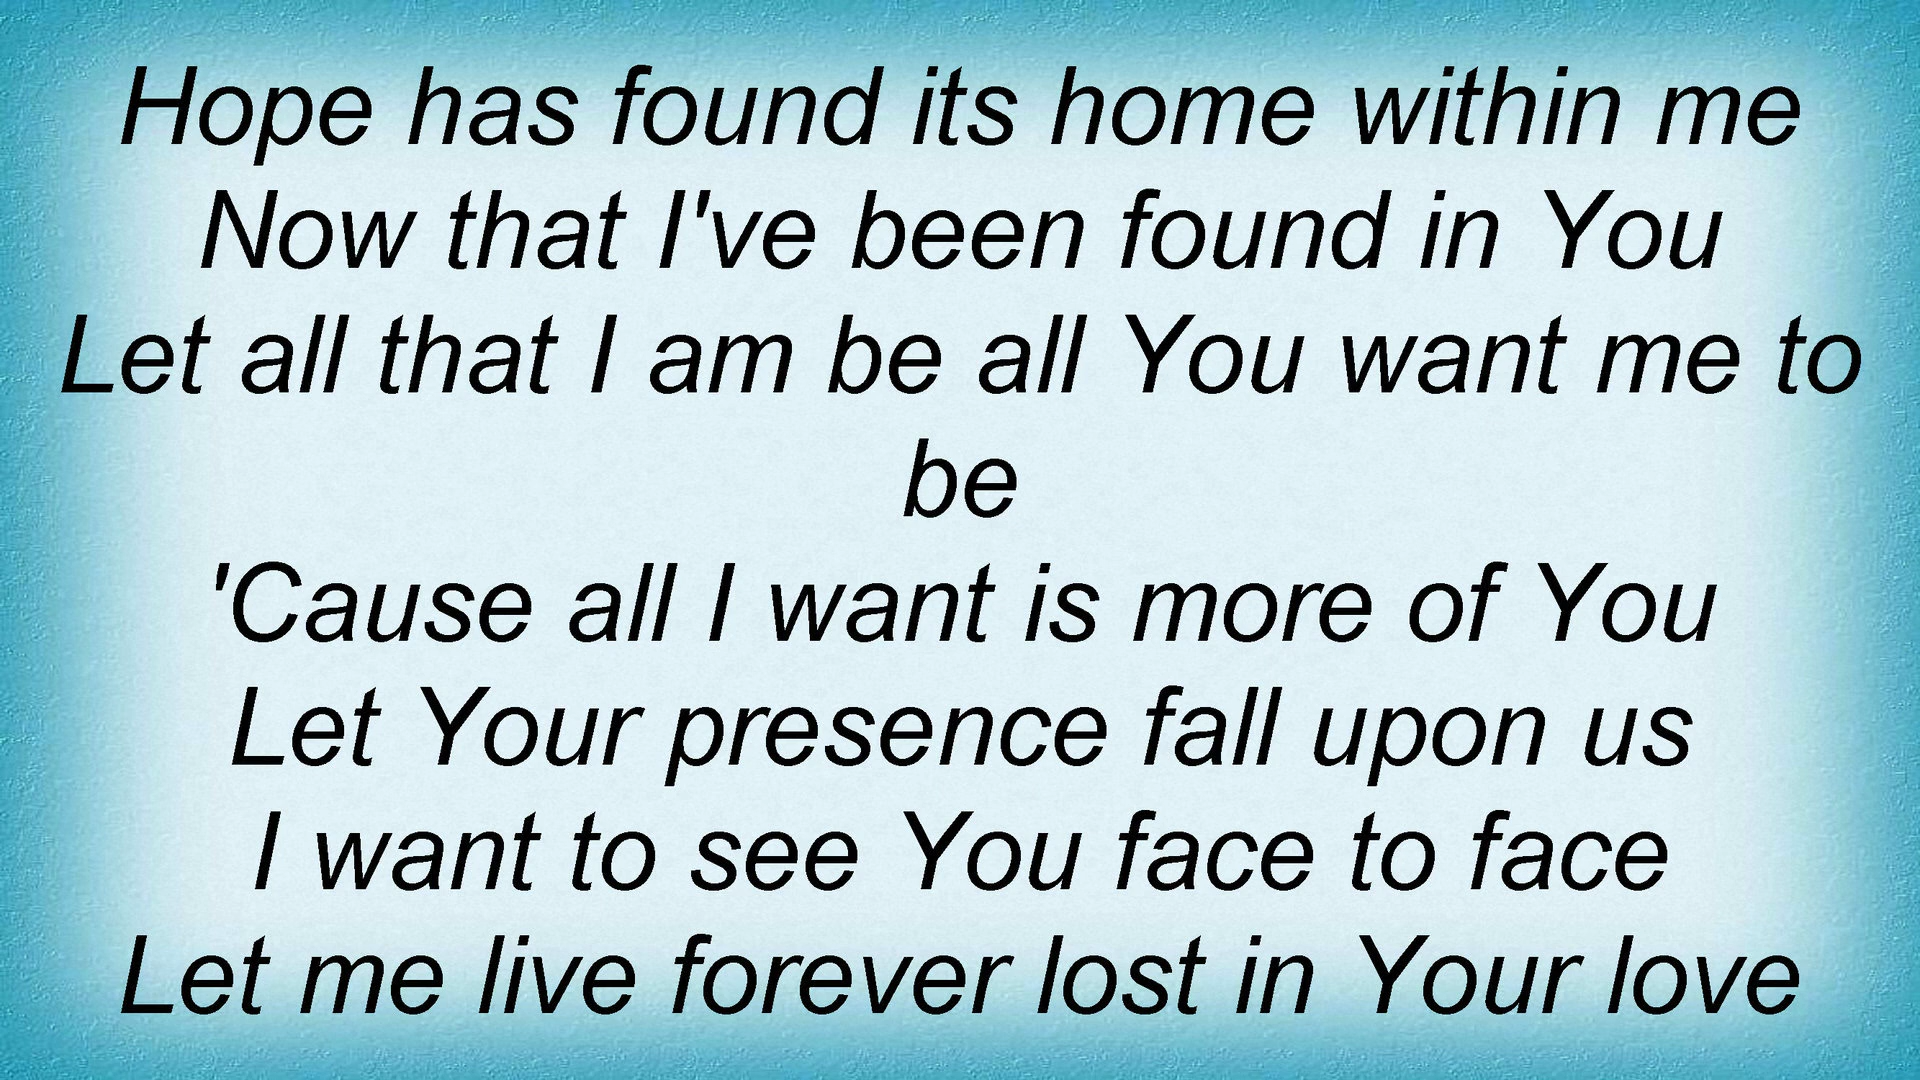 Hope has found its home within me
Now that I've been found in You
Let all that I am be all You want me to
be
'Cause all I want is more of You
Let Your presence fall upon us
I want to see You face to face
Let me live forever lost in Your love